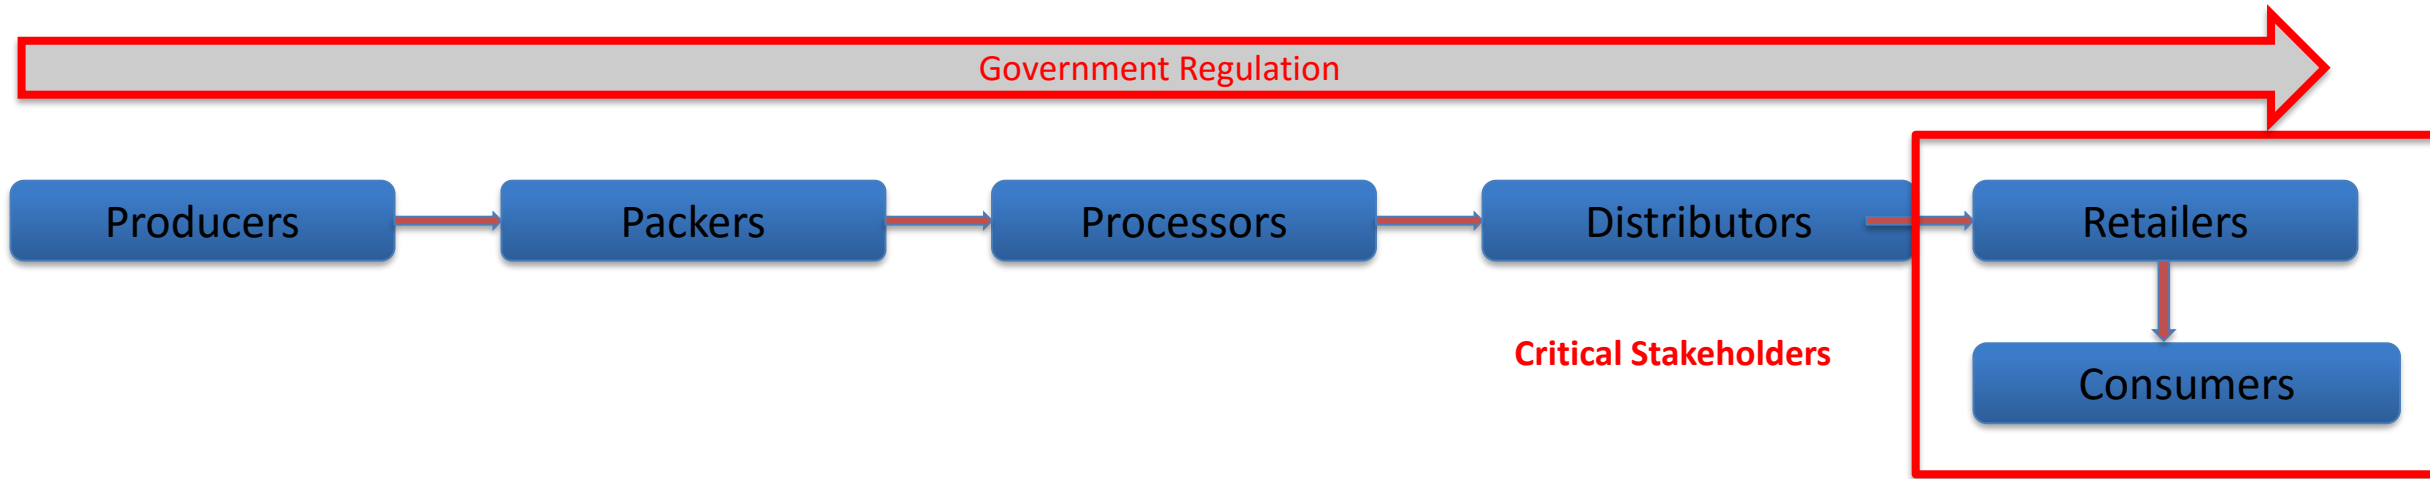 Government Regulation
Producers
Packers
Processors
Distributors
Retailers
Critical Stakeholders
Consumers